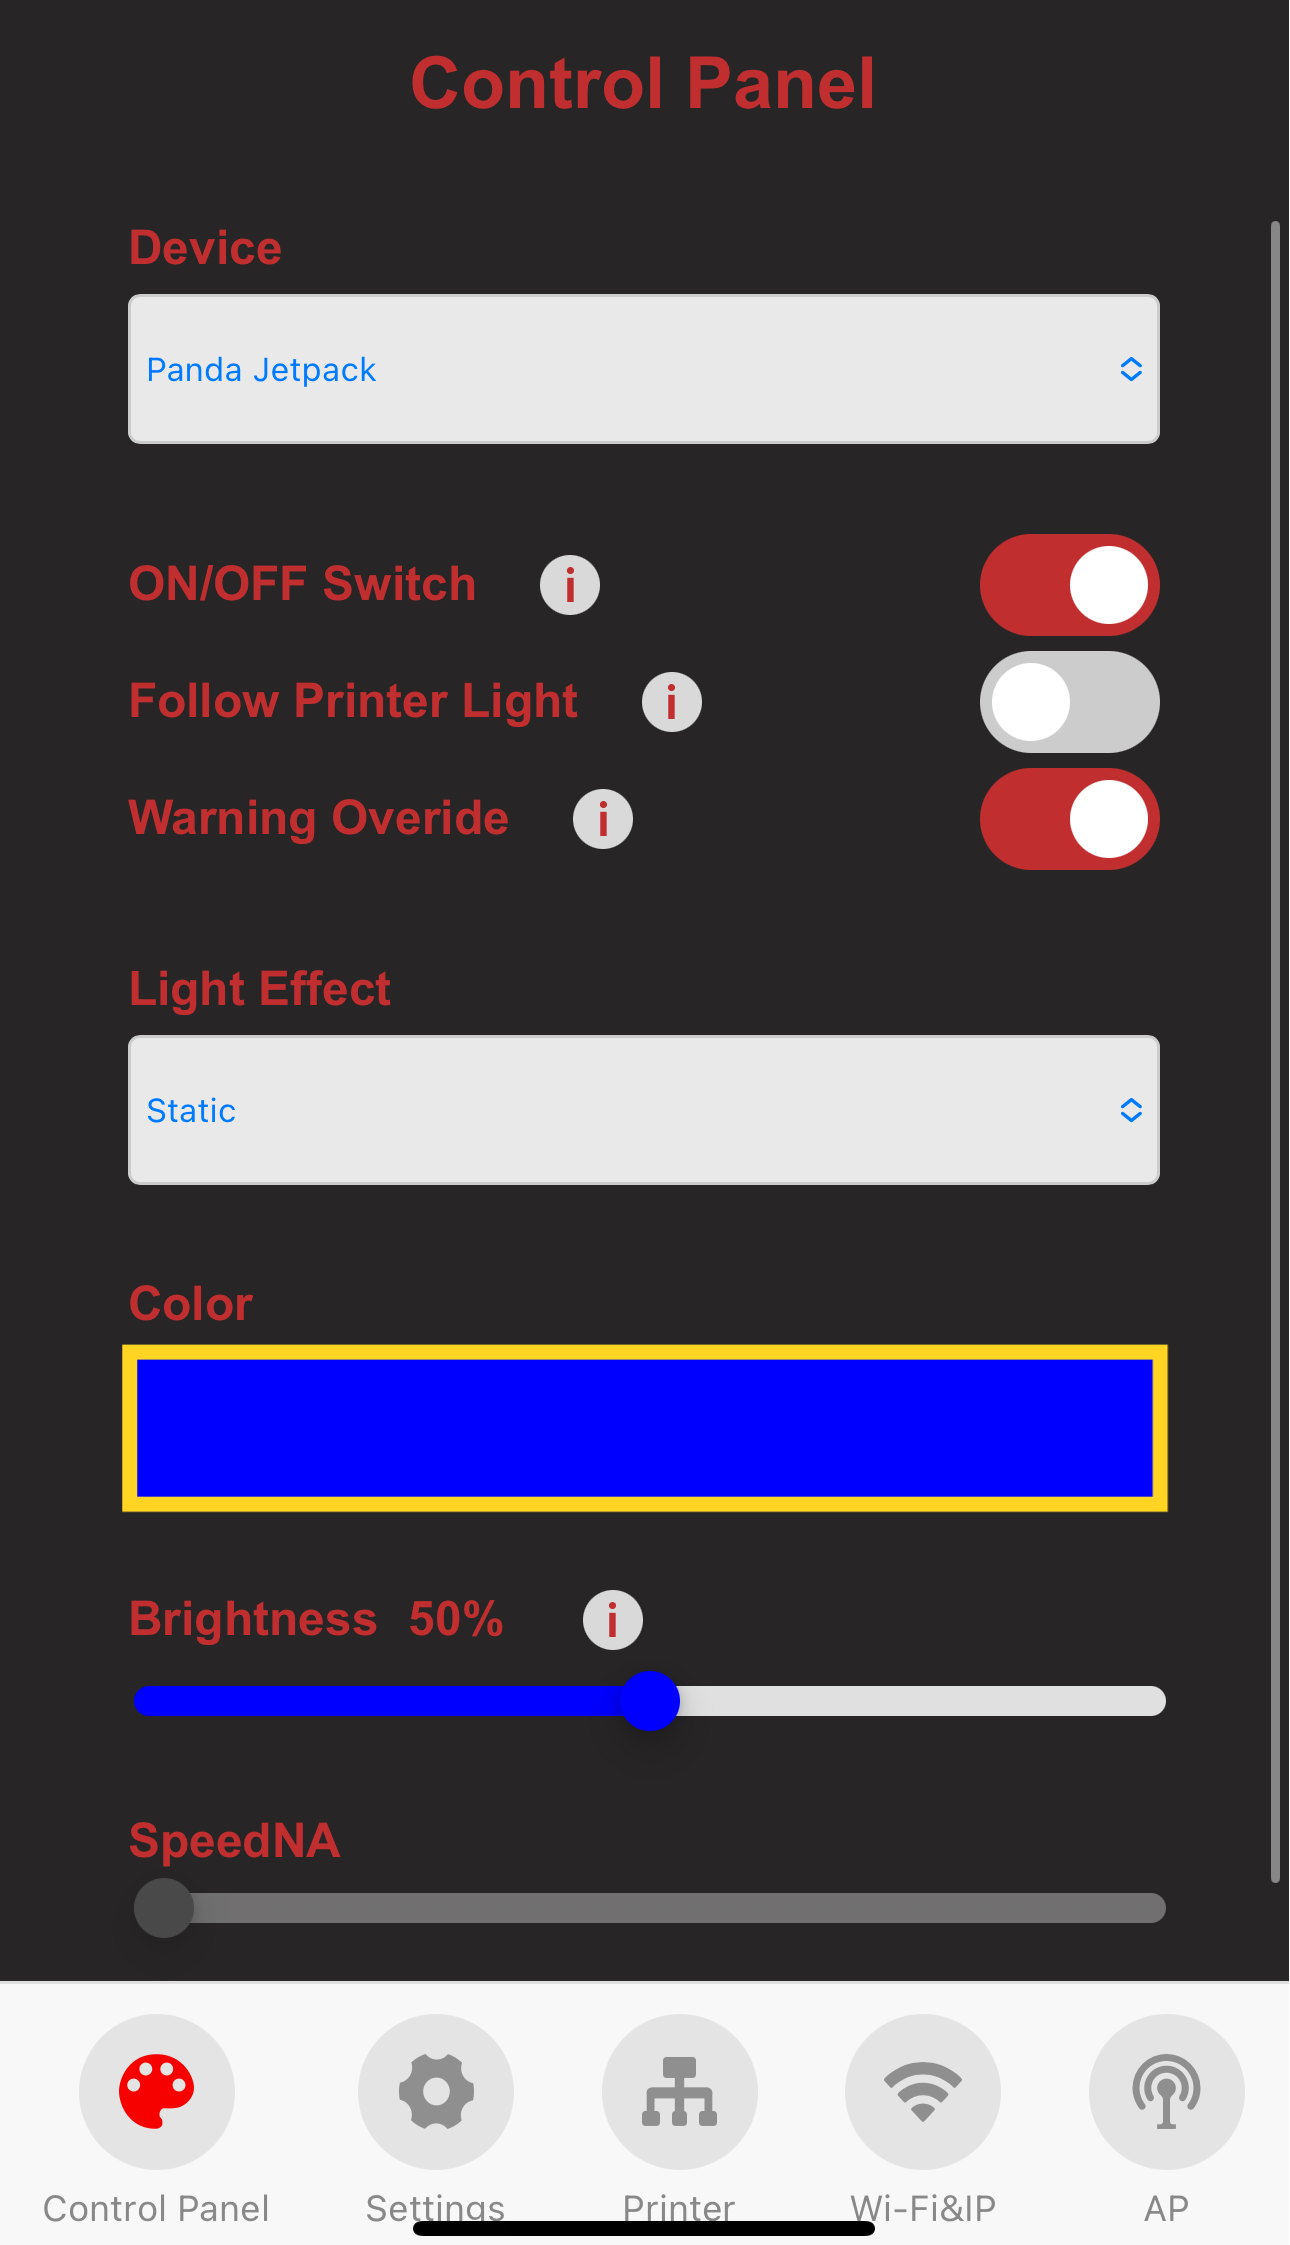 Control Panel
Device
Panda Jetpack
ON/OFF Switch i
Follow Printer Light i
Warning Overide i
Light Effect
Static
Color
Brightness 50% i
SpeedNA
Control Panel Settings Printer Wi-Fi&IP AP